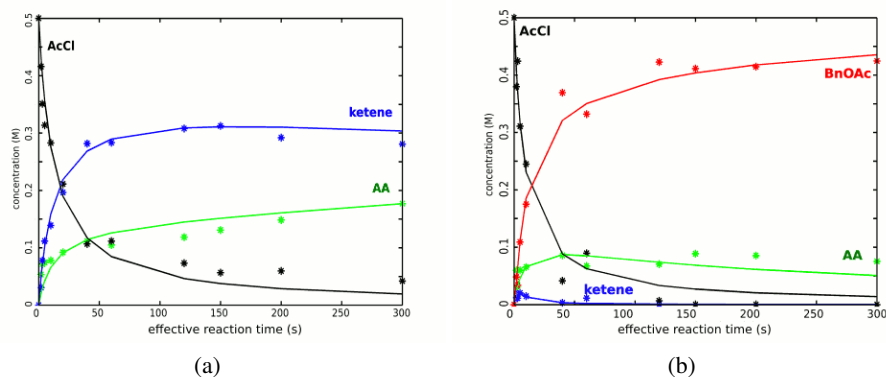 0.5
0.4
0.3
0.2
0.1
0
concentration (M)
AcCl
ketene
AA
0 50 100 150 200 250 300
effective reaction time (s)
(a)
0.5
0.4
0.3
0.2
0.1
0
concentration (M)
AcCl
BnOAc
AA
ketene
0 50 100 150 200 250 300
effective reaction time (s)
(b)